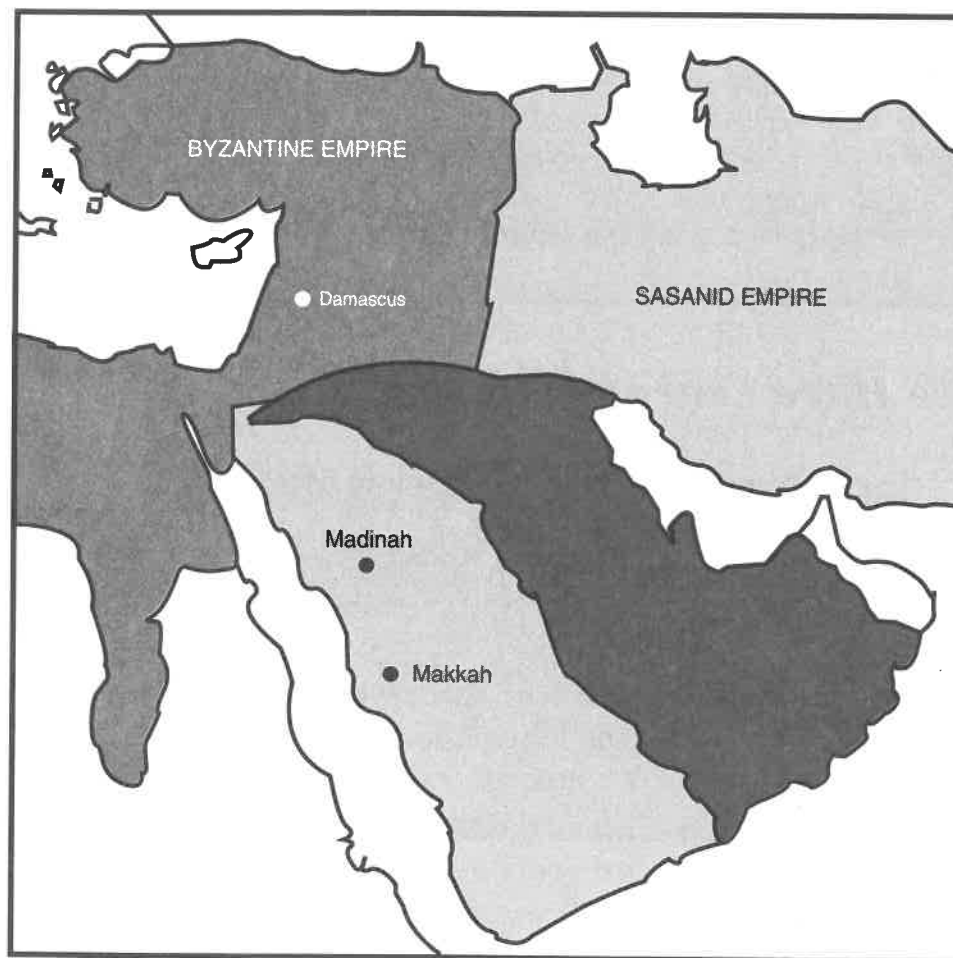 BYZANTINE EMPIRE
SASANID EMPIRE
Damascus
Madinah
Makkah